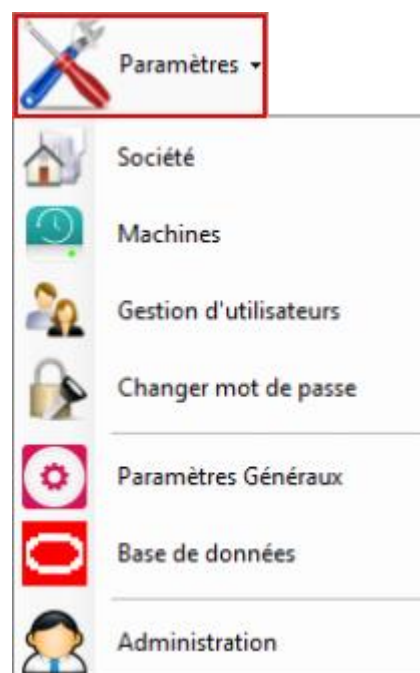 Paramètres
Société
Machines
Gestion d'utilisateurs
Changer mot de passe
Paramètres Généraux
Base de données
Administration